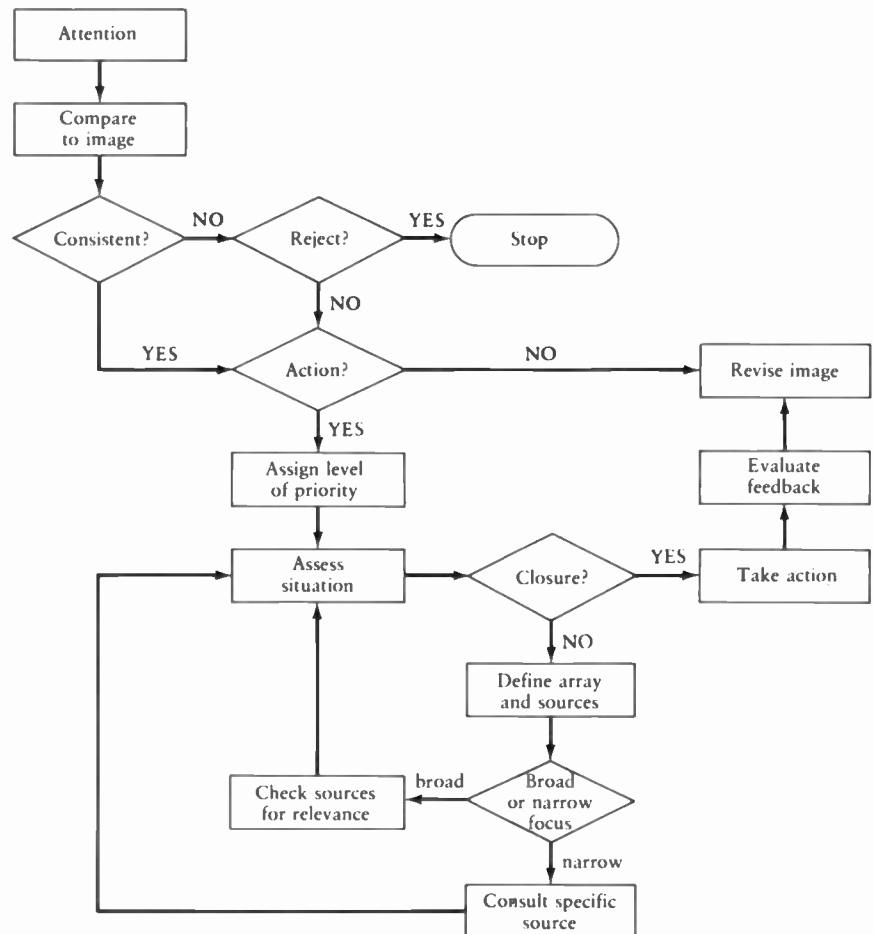 Attention
Compare
to image
Consistent?
NO
Reject?
YES
Stop
NO
YES
Action?
NO
Revise image
YES
Assign level
of priority
Evaluate
feedback
Assess
situation
Closure?
YES
Take action
NO
Define array
and sources
Check sources
for relevance
broad
Broad
or narrow
focus
narrow
Consult specific
source